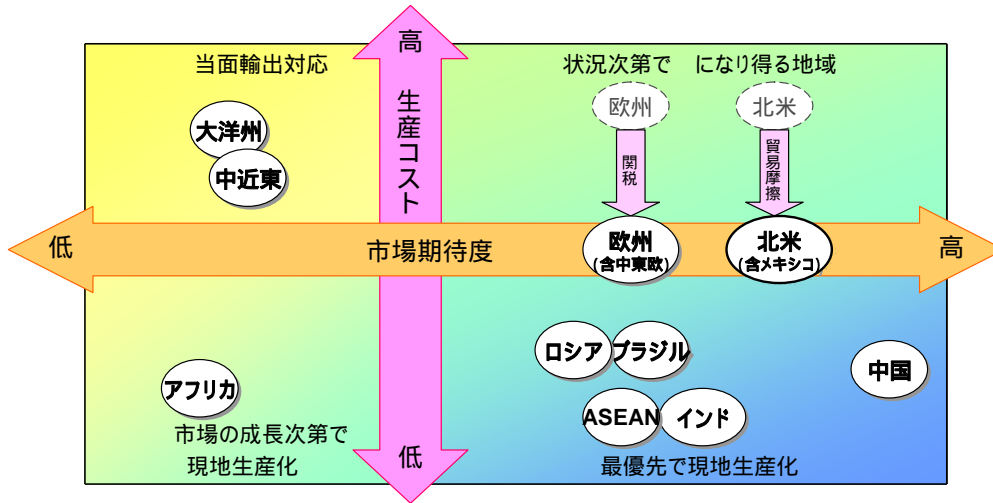 高
当面輸出対応
状況次第で になり得る地域
生産コスト
欧州
北米
大洋州
中近東
関税
貿易摩擦
低
市場期待度
欧州
(含中東欧)
北米
(含メキシコ)
高
ロシア
ブラジル
中国
アフリカ
ASEAN
インド
市場の成長次第で
現地生産化
低
最優先で現地生産化